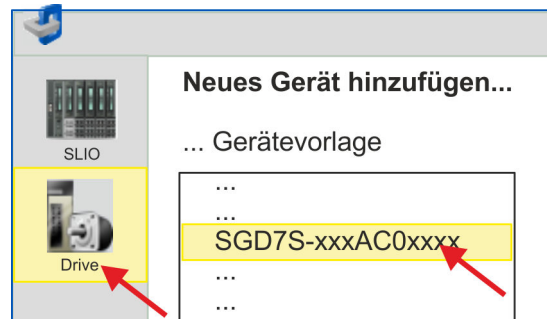 Neues Gerät hinzufügen...
SLIO
... Gerätevorlage
...
...
SGD7S-xxxAC0xxxx
Drive
...
...